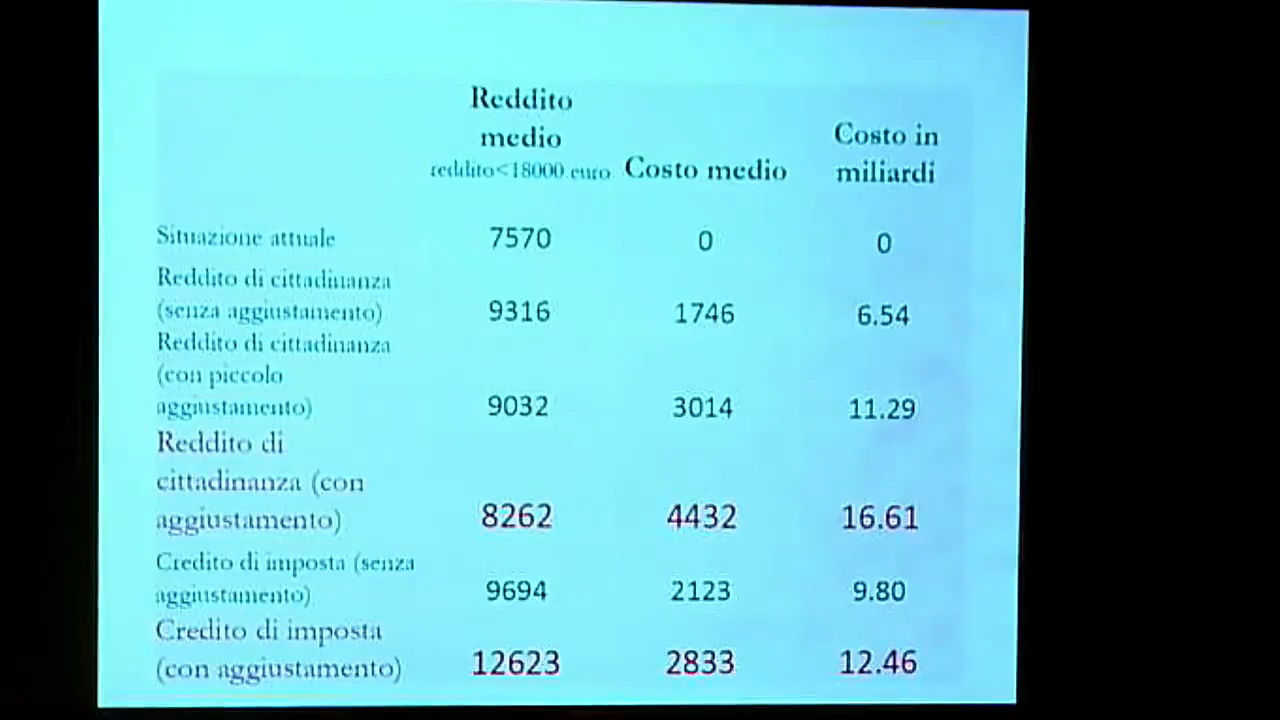 Reddito
medio
reddito<18000 euro
Costo medio
Costo in
miliardi
Situazione attuale
7570
0
0
Reddito di cittadinanza
(senza aggiustamento)
9316
1746
6.54
Reddito di cittadinanza
(con piccolo
aggiustamento)
9032
3014
11.29
Reddito di
cittadinanza (con
aggiustamento)
8262
4432
16.61
Credito di imposta (senza
aggiustamento)
9694
2123
9.80
Credito di imposta
(con aggiustamento)
12623
2833
12.46